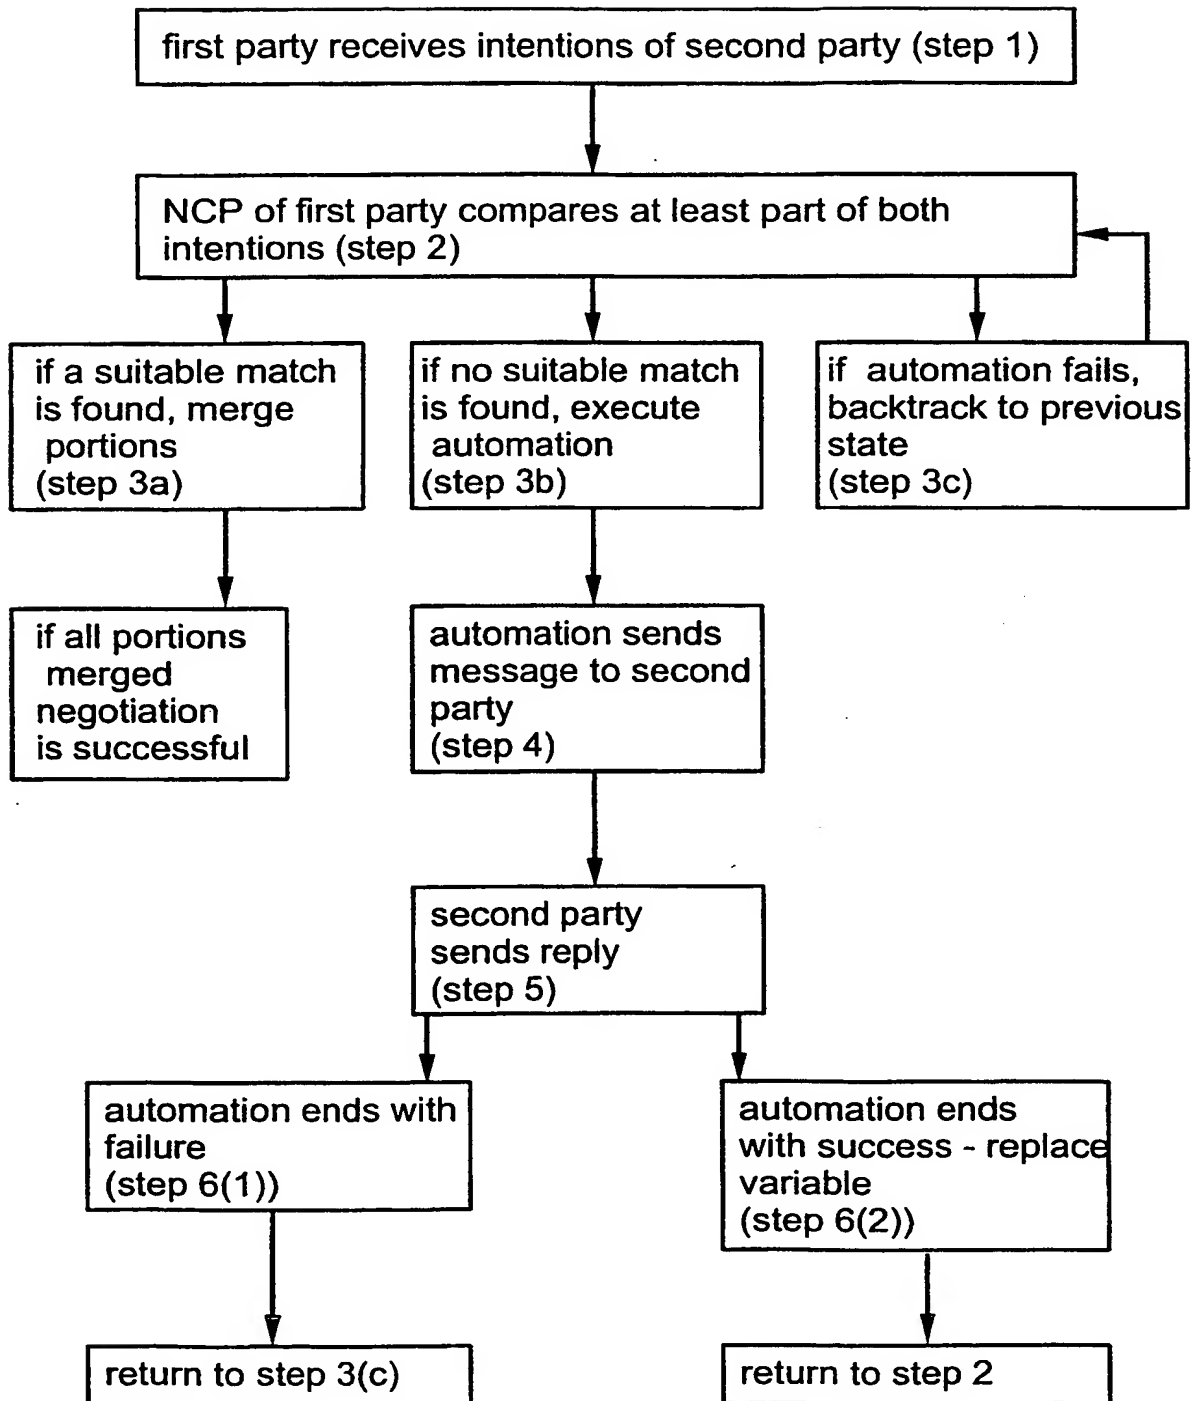 first party receives intentions of second party (step 1)
NCP of first party compares at least part of both
intentions (step 2)
if a suitable match
is found, merge
portions
(step 3a)
if no suitable match
is found, execute
automation
(step 3b)
if automation fails,
backtrack to previous
state
(step 3c)
if all portions
merged
negotiation
is successful
automation sends
message to second
party
(step 4)
second party
sends reply
(step 5)
automation ends with
failure
(step 6(1))
automation ends
with success - replace
variable
(step 6(2))
return to step 3(c)
return to step 2